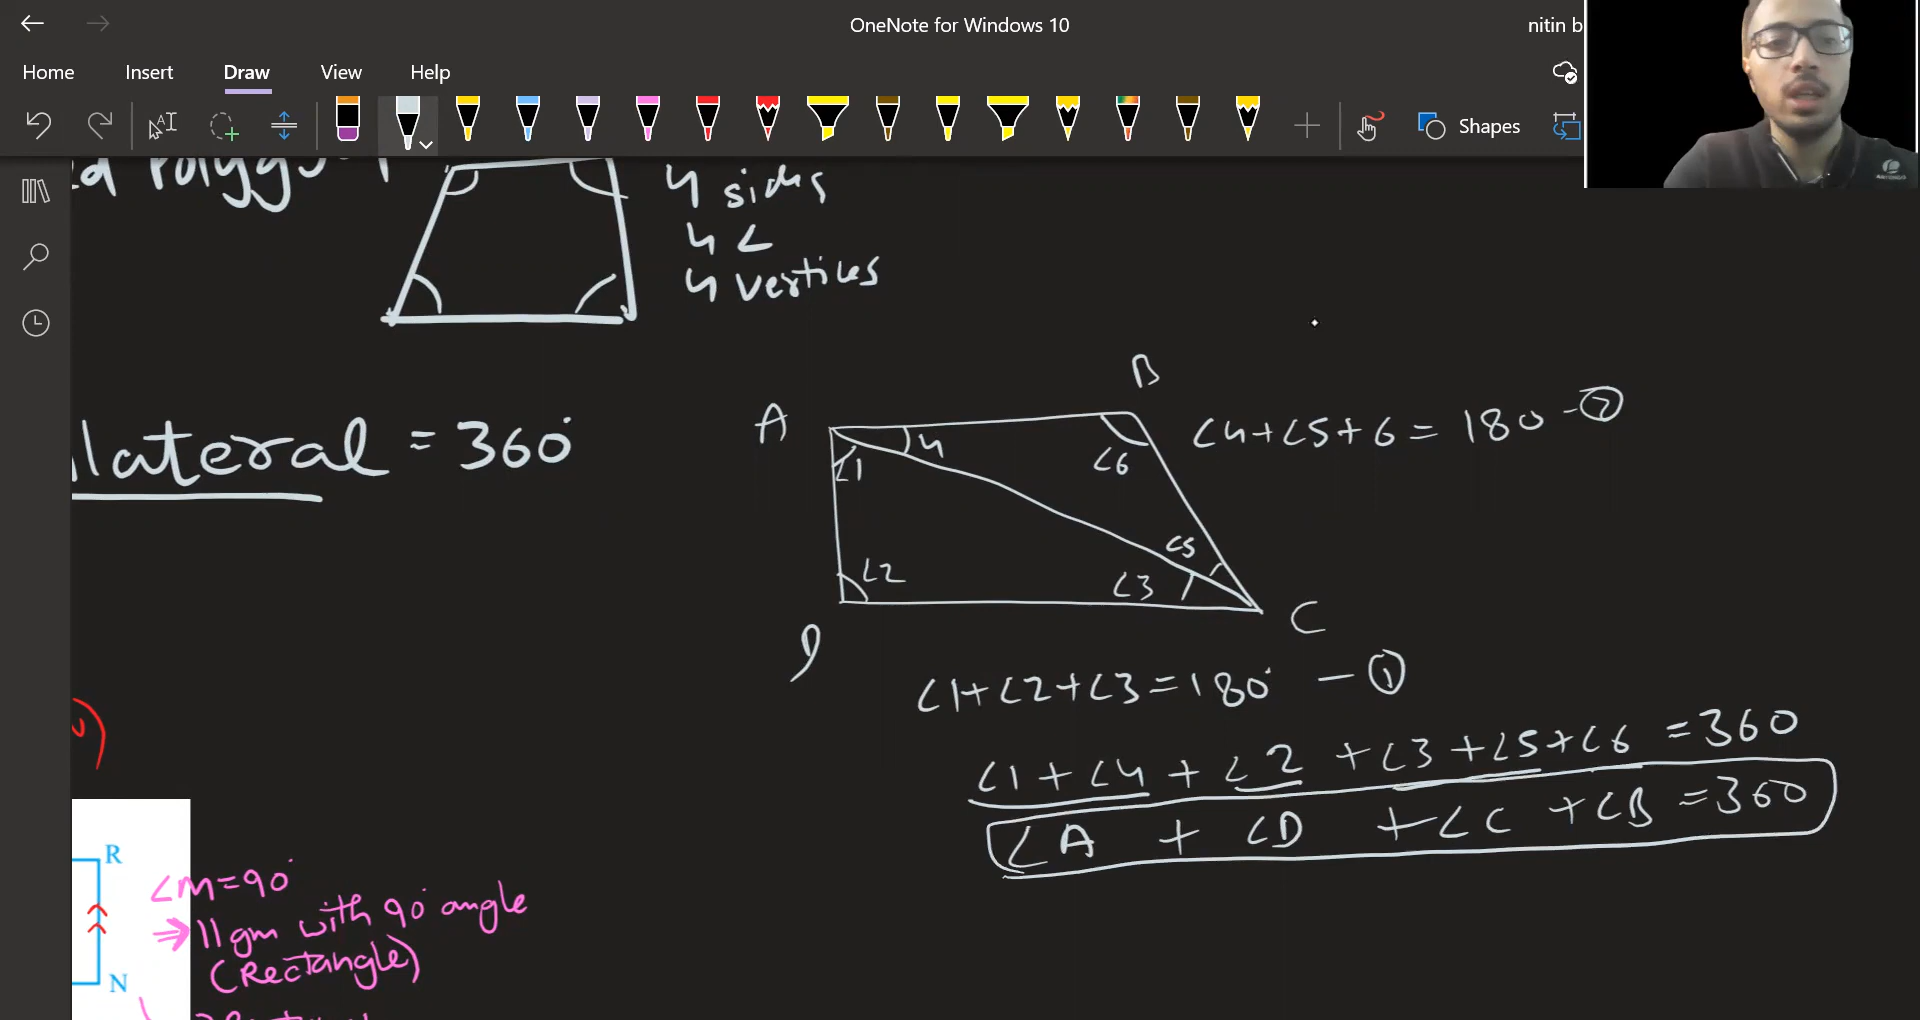 OneNote for Windows 10
nitin b
Home Insert Draw View Help
Shapes
4 sides
4 ∠
4 vertices
A
B
∠4+∠5+6 = 180 - ②
∠1
4
∠6
lateral = 360°
∠5
∠2
∠3
D
C
∠1+∠2+∠3=180° - ①
∠1 + ∠4 + ∠2 + ∠3 + ∠5 + ∠6 = 360
∠A + ∠D + ∠C + ∠B = 360
R
∠M=90°
⇒ ||gm with 90° angle
(Rectangle)
N